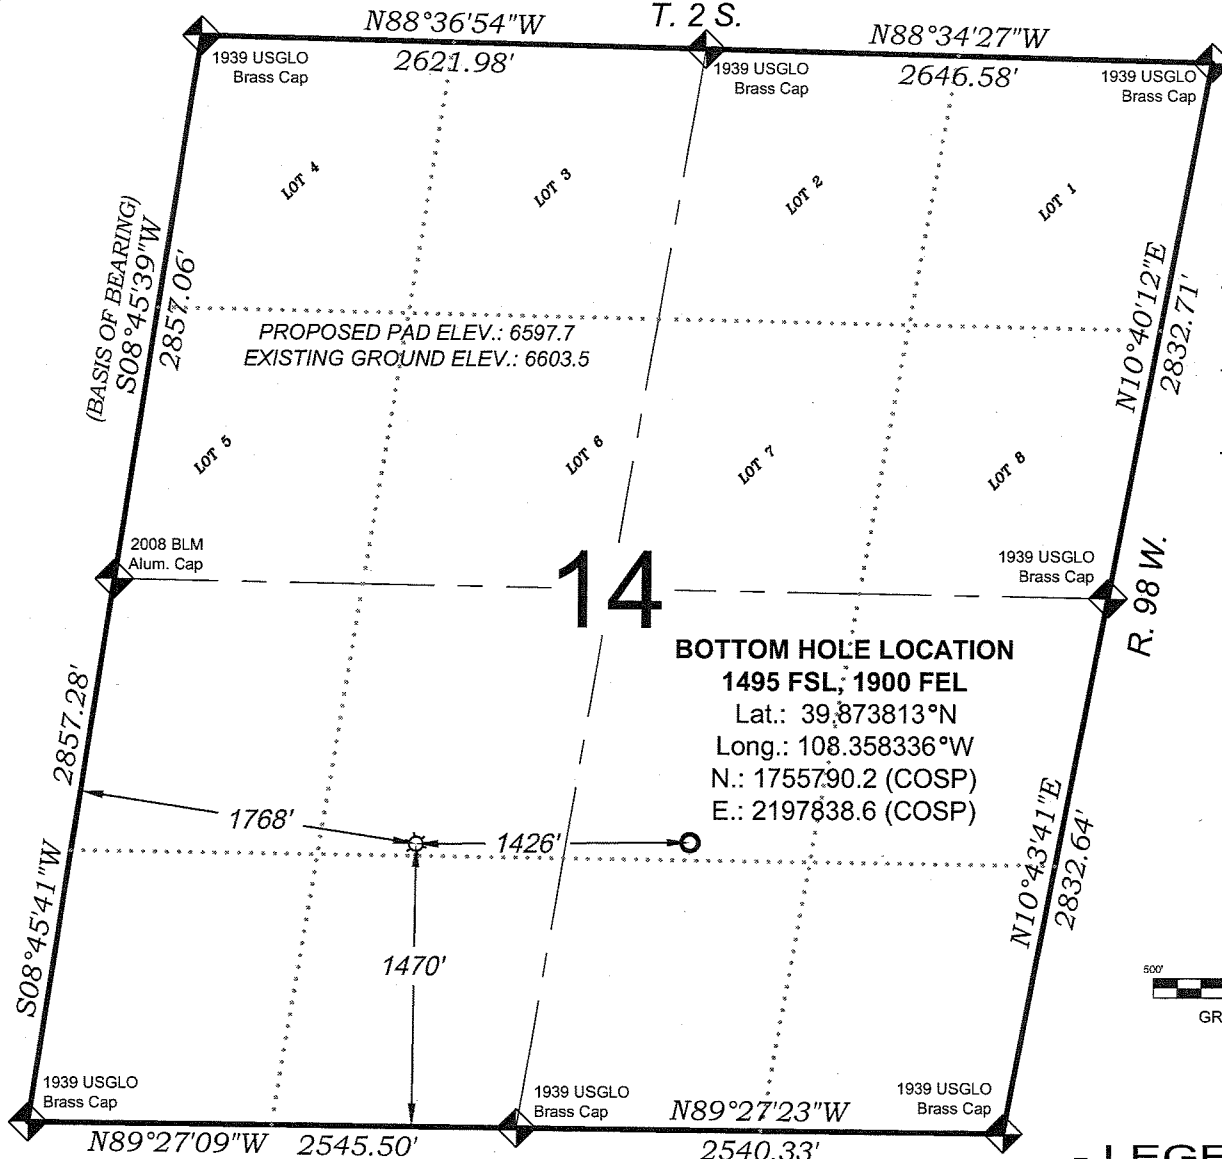 T. 2 S.
N88°36'54"W
2621.98'
N88°34'27"W
2646.58'
1939 USGLO
Brass Cap
1939 USGLO
Brass Cap
1939 USGLO
Brass Cap
LOT 4
LOT 3
LOT 2
LOT 1
(BASIS OF BEARING)
S08°45'39"W
2857.06'
N10°40'12"E
2832.71'
PROPOSED PAD ELEV.: 6597.7
EXISTING GROUND ELEV.: 6603.5
LOT 5
LOT 6
LOT 7
LOT 8
2008 BLM
Alum. Cap
14
1939 USGLO
Brass Cap
R. 98 W.
BOTTOM HOLE LOCATION
1495 FSL, 1900 FEL
Lat.: 39.873813°N
Long.: 108.358336°W
N.: 1755790.2 (COSP)
E.: 2197838.6 (COSP)
S08°45'41"W
2857.28'
1768'
1426'
1470'
N10°43'41"E
2832.64'
500'
GR
1939 USGLO
Brass Cap
1939 USGLO
Brass Cap
1939 USGLO
Brass Cap
N89°27'09"W 2545.50'
N89°27'23"W
2540.33'
- LEGE